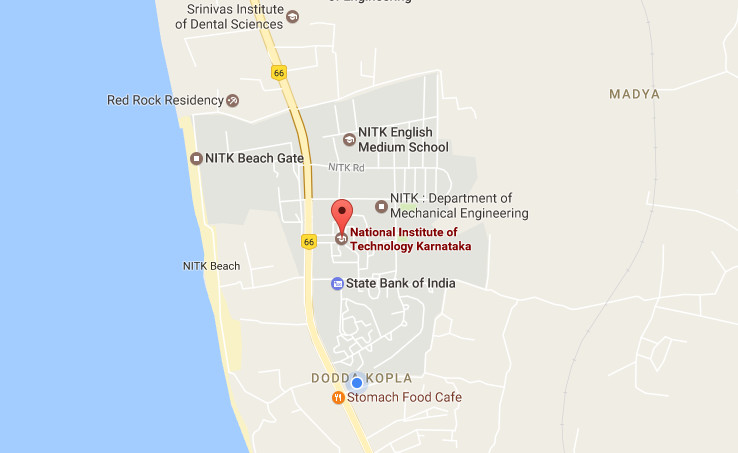 of Engineering
Srinivas Institute
of Dental Sciences
66
MADYA
Red Rock Residency
NITK English
Medium School
NITK Beach Gate
NITK Rd
NITK : Department of
Mechanical Engineering
National Institute of
Technology Karnataka
66
NITK Beach
State Bank of India
DODDA KOPLA
Stomach Food Cafe